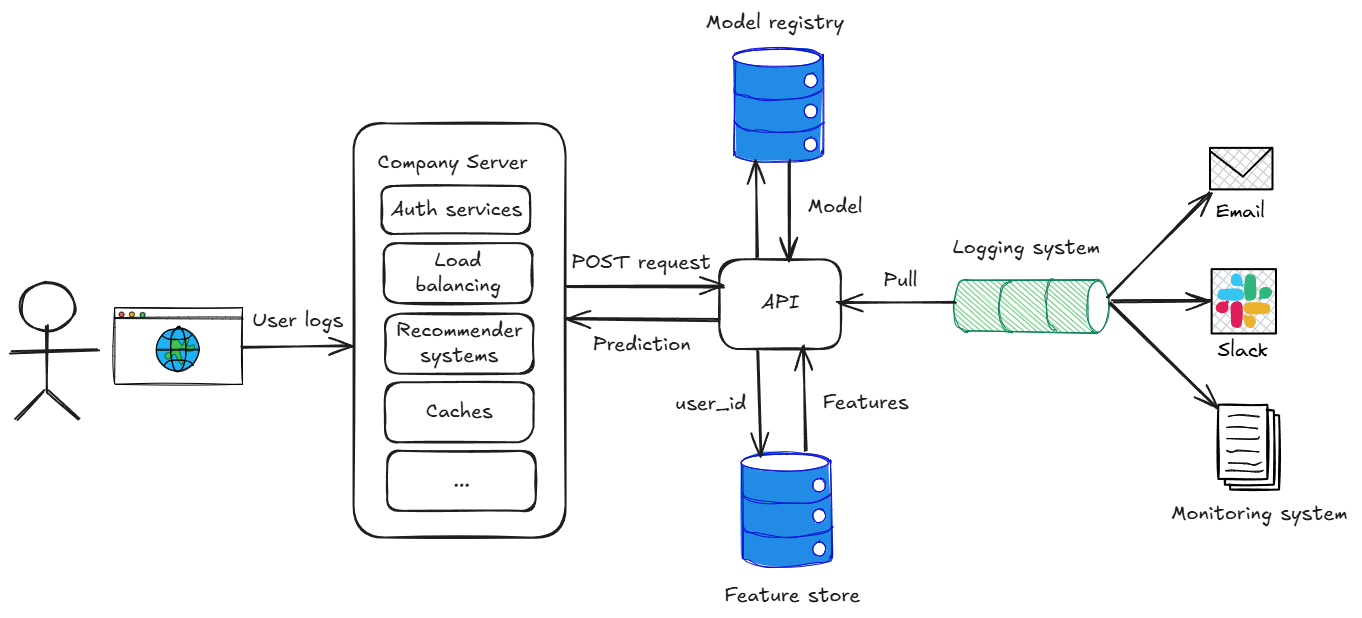 Model registry
Company Server
Auth services
Load
balancing
Recommender
systems
Caches
...
User logs
POST request
Prediction
Model
API
user_id
Features
Feature store
Pull
Logging system
Email
Slack
Monitoring system